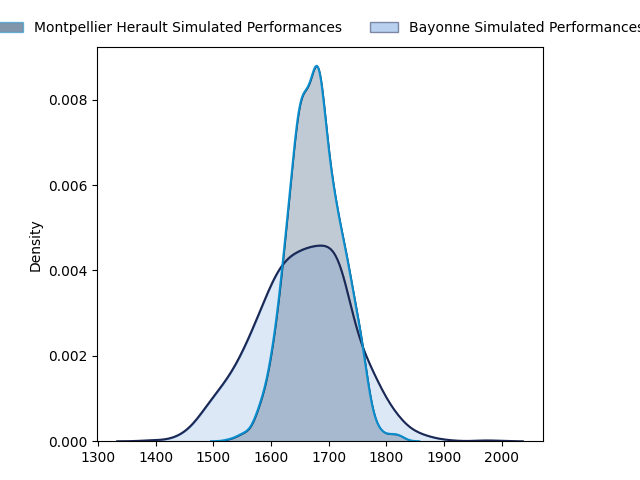 Montpellier Herault Simulated Performances
Bayonne Simulated Performances
Density
0.008
0.006
0.004
0.002
0.000
1300 1400 1500 1600 1700 1800 1900 2000